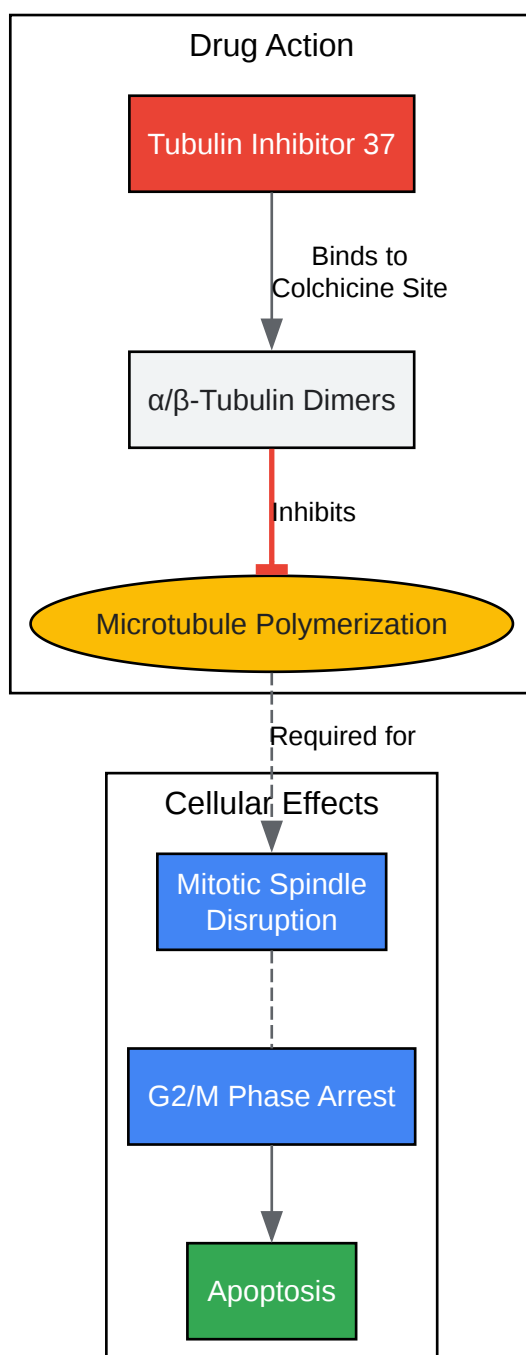 Drug Action
Tubulin Inhibitor 37
Binds to
Colchicine Site
α/β-Tubulin Dimers
Inhibits
Microtubule Polymerization
Required for
Cellular Effects
Mitotic Spindle
Disruption
G2/M Phase Arrest
Apoptosis